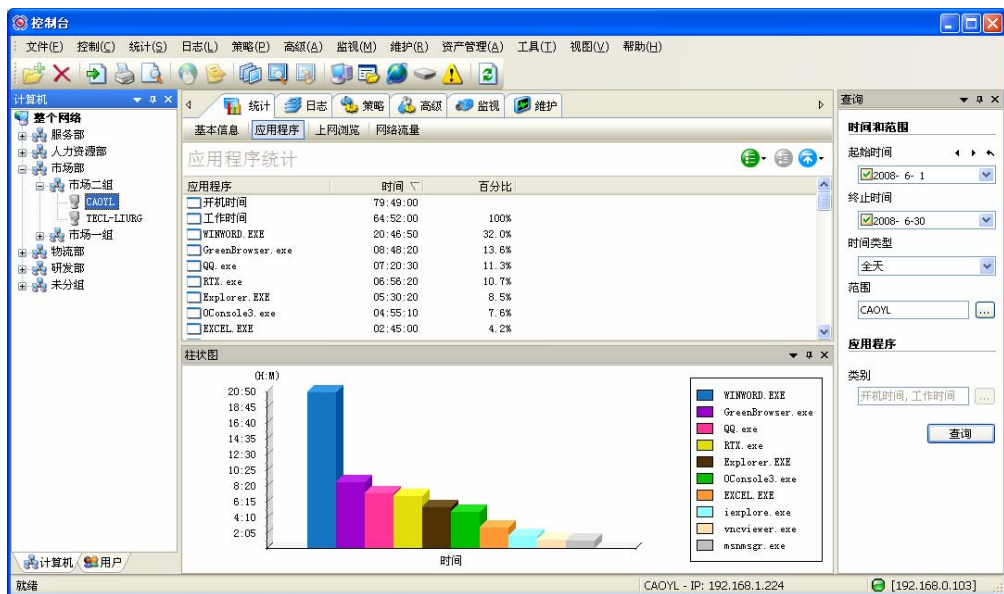 控制台
文件(F) 控制(C) 统计(S) 日志(L) 策略(P) 高级(A) 监视(M) 维护(R) 资产管理(A) 工具(T) 视图(V) 帮助(H)
计算机
整个网络
服务部
人力资源部
市场部
市场二组
CAOYL
TECL-LIURG
市场一组
物流部
研发部
未分组
计算机 用户
统计 日志 策略 高级 监视 维护
基本信息 应用程序 上网浏览 网络流量
应用程序统计
应用程序 时间 百分比
开机时间 79:49:00
工作时间 64:52:00 100%
WINWORD.EXE 20:46:50 32.0%
GreenBrowser.exe 08:48:20 13.6%
QQ.exe 07:20:30 11.3%
RTX.exe 06:56:20 10.7%
Explorer.EXE 05:30:20 8.5%
OConsole3.exe 04:55:10 7.6%
EXCEL.EXE 02:45:00 4.2%
柱状图
(H:M)
20:50
18:45
16:40
14:35
12:30
10:25
8:20
6:15
4:10
2:05
时间
WINWORD.EXE
GreenBrowser.exe
QQ.exe
RTX.exe
Explorer.EXE
OConsole3.exe
EXCEL.EXE
iexplore.exe
vncviewer.exe
msnmsgr.exe
查询
时间和范围
起始时间
2008- 6- 1
终止时间
2008- 6-30
时间类型
全天
范围
CAOYL ...
应用程序
类别
开机时间,工作时间 ...
查询
就绪 CAOYL - IP: 192.168.1.224 [192.168.0.103]